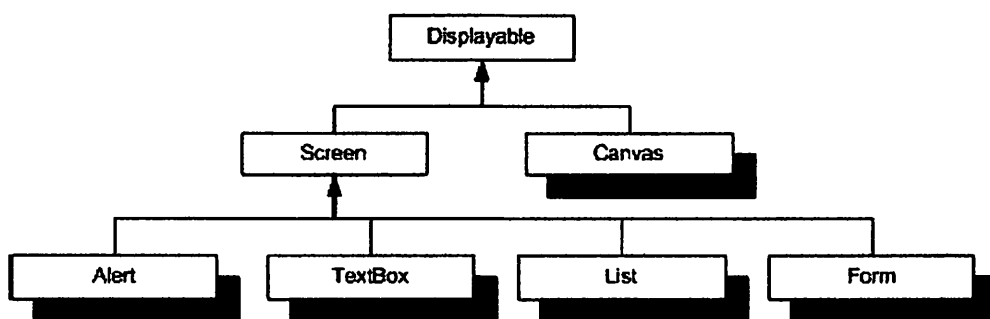 Displayable
Screen
Canvas
Alert
TextBox
List
Form